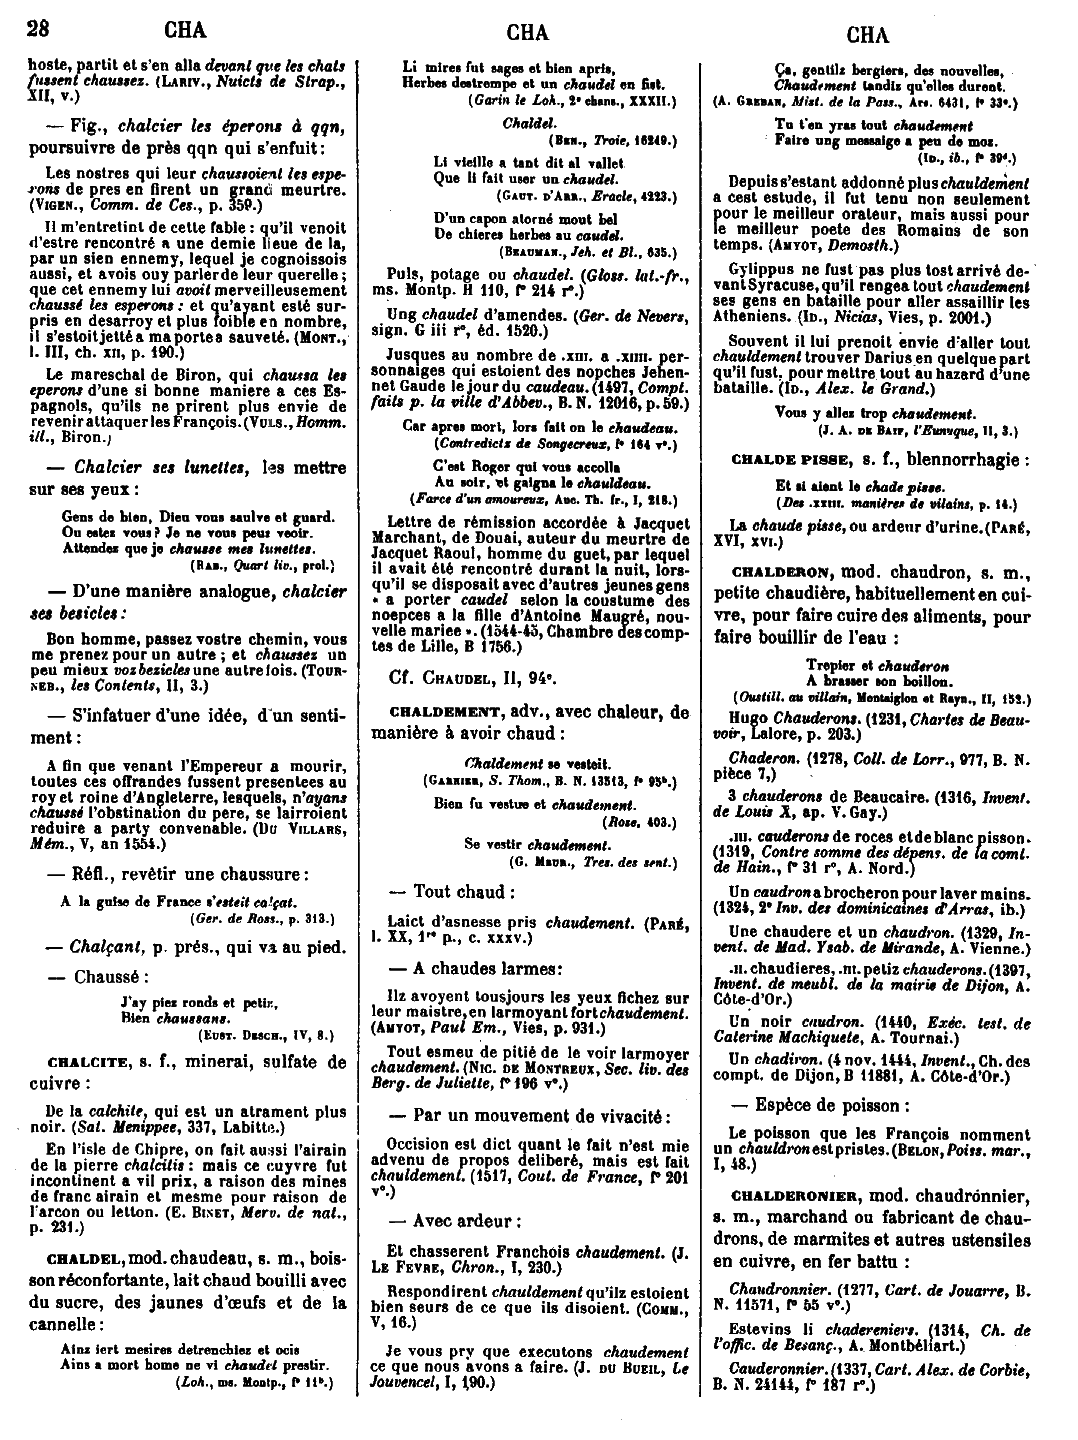 28 CHA CHA CHA
hoste, partit et s'en alla devant que les chats
fussent chaussez. (LARIV., Nuicts de Strap.,
XII, v.)
— Fig., chalcier les éperons à qqn,
poursuivre de près qqn qui s'enfuit :
Les nostres qui leur chaussoient les espe-
rons de pres en firent un grand meurtre.
(VIGEN., Comm. de Ces., p. 359.)
Il m'entretint de cette fable : qu'il venoit
d'estre rencontré a une demie lieue de la,
par un sien ennemy, lequel je cognoissois
aussi, et avois ouy parler de leur querelle ;
que cet ennemy lui avoit merveilleusement
chaussé les esperons : et qu'ayant esté sur-
pris en desarroy et plus foible en nombre,
il s'estoit jetté a ma porte a sauveté. (MONT.,
l. III, ch. XII, p. 190.)
Le mareschal de Biron, qui chaussa les
eperons d'une si bonne maniere a ces Es-
pagnols, qu'ils ne prirent plus envie de
revenir attaquer les François. (VULS., Homm.
ill., Biron.)
— Chalcier ses lunettes, les mettre
sur ses yeux :
Gens de bien, Dieu vous saulve et guard.
Ou estez vous ? Je ne vous peux veoir.
Attendez que je chausse mes lunettes.
(RAB., Quart liv., prol.)
— D'une manière analogue, chalcier
ses besicles :
Bon homme, passez vostre chemin, vous
me prenez pour un autre ; et chaussez un
peu mieux voz bezicles une autre fois. (TOUR-
NEB., les Contents, II, 3.)
— S'infatuer d'une idée, d'un senti-
ment :
A fin que venant l'Empereur a mourir,
toutes ces offrandes fussent presentees au
roy et roine d'Angleterre, lesquels, n'ayans
chaussé l'obstination du pere, se lairroient
reduire a party convenable. (DU VILLARS,
Mém., V, an 1554.)
— Réfl., revêtir une chaussure :
A la guise de France s'esteit calçat.
(Ger. de Ross., p. 313.)
— Chalçant, p. prés., qui va au pied.
— Chaussé :
J'ay piez ronds et petiz,
Bien chaussans.
(EUST. DESCH., IV, 8.)
CHALCITE, s. f., minerai, sulfate de
cuivre :
De la calchite, qui est un atrament plus
noir. (Sat. Menippee, 337, Labitte.)
En l'isle de Chipre, on fait aussi l'airain
de la pierre chalcitis : mais ce cuyvre fut
incontinent a vil prix, a raison des mines
de franc airain et mesme pour raison de
l'arcon ou letton. (E. BINET, Merv. de nat.,
p. 231.)
CHALDEL, mod. chaudeau, s. m., bois-
son réconfortante, lait chaud bouilli avec
du sucre, des jaunes d'œufs et de la
cannelle :
Ainz iert mesires detrenchiez et ocis
Ains a mort home ne vi chaudel prestir.
(Loh., ms. Montp., f° 11b.)
Li mires fut sages et bien apris,
Herbes destrempe et un chaudel en fist.
(Garin le Loh., 2e chans., XXXII.)
Chaldel.
(BEN., Troie, 16249.)
Li vieille a tant dit al vallet
Que li fait user un chaudel.
(GAUT. D'ARR., Eracle, 4223.)
D'un capon atorné mout bel
De chieres herbes au caudel.
(BEAUMAN., Jeh. et Bl., 635.)
Puls, potage ou chaudel. (Gloss. lat.-fr.,
ms. Montp. H 110, f° 214 r°.)
Ung chaudel d'amendes. (Ger. de Nevers,
sign. G iii r°, éd. 1520.)
Jusques au nombre de .XIII. a .XIIII. per-
sonnaiges qui estoient des nopches Jehen-
net Gaude le jour du caudeau. (1497, Compt.
faits p. la ville d'Abbev., B. N. 12016, p. 59.)
Car apres mort, lors fait on le chaudeau.
(Contredictz de Songecreux, f° 164 v°.)
C'est Roger qui vous accolla
Au soir, et gaigna le chauldeau.
(Farce d'un amoureux, Anc. Th. fr., I, 218.)
Lettre de rémission accordée à Jacquet
Marchant, de Douai, auteur du meurtre de
Jacquet Raoul, homme du guet, par lequel
il avait été rencontré durant la nuit, lors-
qu'il se disposait avec d'autres jeunes gens
« a porter caudel selon la coustume des
noepces a la fille d'Antoine Maugré, nou-
velle mariee ». (1544-45, Chambre des comp-
tes de Lille, B 1756.)
Cf. CHAUDEL, II, 94c.
CHALDEMENT, adv., avec chaleur, de
manière à avoir chaud :
Chaldement se vesteit.
(GARNIER, S. Thom., B. N. 13513, f° 95b.)
Bien fu vestue et chaudement.
(Rose, 403.)
Se vestir chaudement.
(G. MEUR., Tres. des sent.)
— Tout chaud :
Laict d'asnesse pris chaudement. (PARÉ,
l. XX, 1re p., c. XXXV.)
— A chaudes larmes :
Ilz avoyent tousjours les yeux fichez sur
leur maistre, en larmoyant fort chaudement.
(AMYOT, Paul Em., Vies, p. 931.)
Tout esmeu de pitié de le voir larmoyer
chaudement. (NIC. DE MONTREUX, Sec. liv. des
Berg. de Juliette, f° 196 v°.)
— Par un mouvement de vivacité :
Occision est dict quant le fait n'est mie
advenu de propos deliberé, mais est fait
chauldement. (1517, Cout. de France, f° 201
v°.)
— Avec ardeur :
Et chasserent Franchois chaudement. (J.
LE FEVRE, Chron., I, 230.)
Respondirent chauldement qu'ilz estoient
bien seurs de ce que ils disoient. (COMM.,
V, 16.)
Je vous pry que executons chaudement
ce que nous avons a faire. (J. DU BUEIL, Le
Jouvencel, I, 190.)
Ça, gentilz bergiers, des nouvelles,
Chaudement tandiz qu'elles durent.
(A. GREBAN, Mist. de la Pass., Ars. 6431, f° 33c.)
Tu t'en yras tout chaudement
Faire ung messaige a peu de moz.
(ID., ib., f° 39d.)
Depuis s'estant addonné plus chauldement
a cest estude, il fut tenu non seulement
pour le meilleur orateur, mais aussi pour
le meilleur poete des Romains de son
temps. (AMYOT, Demosth.)
Gylippus ne fust pas plus tost arrivé de-
vant Syracuse, qu'il rangea tout chaudement
ses gens en bataille pour aller assaillir les
Atheniens. (ID., Nicias, Vies, p. 2001.)
Souvent il lui prenoit envie d'aller tout
chauldement trouver Darius en quelque part
qu'il fust, pour mettre tout au hazard d'une
bataille. (ID., Alex. le Grand.)
Vous y allez trop chaudement.
(J. A. DE BAIF, l'Eunuque, II, 3.)
CHALDE PISSE, s. f., blennorrhagie :
Et si aient le chade pisse.
(Des .XXIII. manières de vilains, p. 14.)
La chaude pisse, ou ardeur d'urine. (PARÉ,
XVI, XVI.)
CHALDERON, mod. chaudron, s. m.,
petite chaudière, habituellement en cui-
vre, pour faire cuire des aliments, pour
faire bouillir de l'eau :
Trepier et chauderon
A brasser son boillon.
(Oustill. au villain, Montaiglon et Rayn., II, 152.)
Hugo Chauderons. (1231, Chartes de Beau-
voir, Lalore, p. 203.)
Chaderon. (1278, Coll. de Lorr., 977, B. N.
pièce 7,)
3 chauderons de Beaucaire. (1316, Invent.
de Louis X, ap. V. Gay.)
.III. cauderons de roces et de blanc pisson.
(1319, Contre somme des dépens. de la comt.
de Hain., f° 31 r°, A. Nord.)
Un caudron a brocheron pour laver mains.
(1324, 2e Inv. des dominicaines d'Arras, ib.)
Une chaudere et un chaudron. (1329, In-
vent. de Mad. Ysab. de Mirande, A. Vienne.)
.II. chaudieres, .III. petiz chauderons. (1397,
Invent. de meubl. de la mairie de Dijon, A.
Côte-d'Or.)
Un noir caudron. (1440, Exéc. test. de
Caterine Machiquete, A. Tournai.)
Un chadiron. (4 nov. 1444, Invent., Ch. des
compt. de Dijon, B 11881, A. Côte-d'Or.)
— Espèce de poisson :
Le poisson que les François nomment
un chauldron est pristes. (BELON, Poiss. mar.,
I, 48.)
CHALDERONIER, mod. chaudronnier,
s. m., marchand ou fabricant de chau-
drons, de marmites et autres ustensiles
en cuivre, en fer battu :
Chaudronnier. (1277, Cart. de Jouarre, B.
N. 11571, f° 55 v°.)
Estevins li chadereniers. (1314, Ch. de
l'offic. de Besanç., A. Montbéliart.)
Cauderonnier. (1337, Cart. Alex. de Corbie,
B. N. 24144, f° 187 r°.)